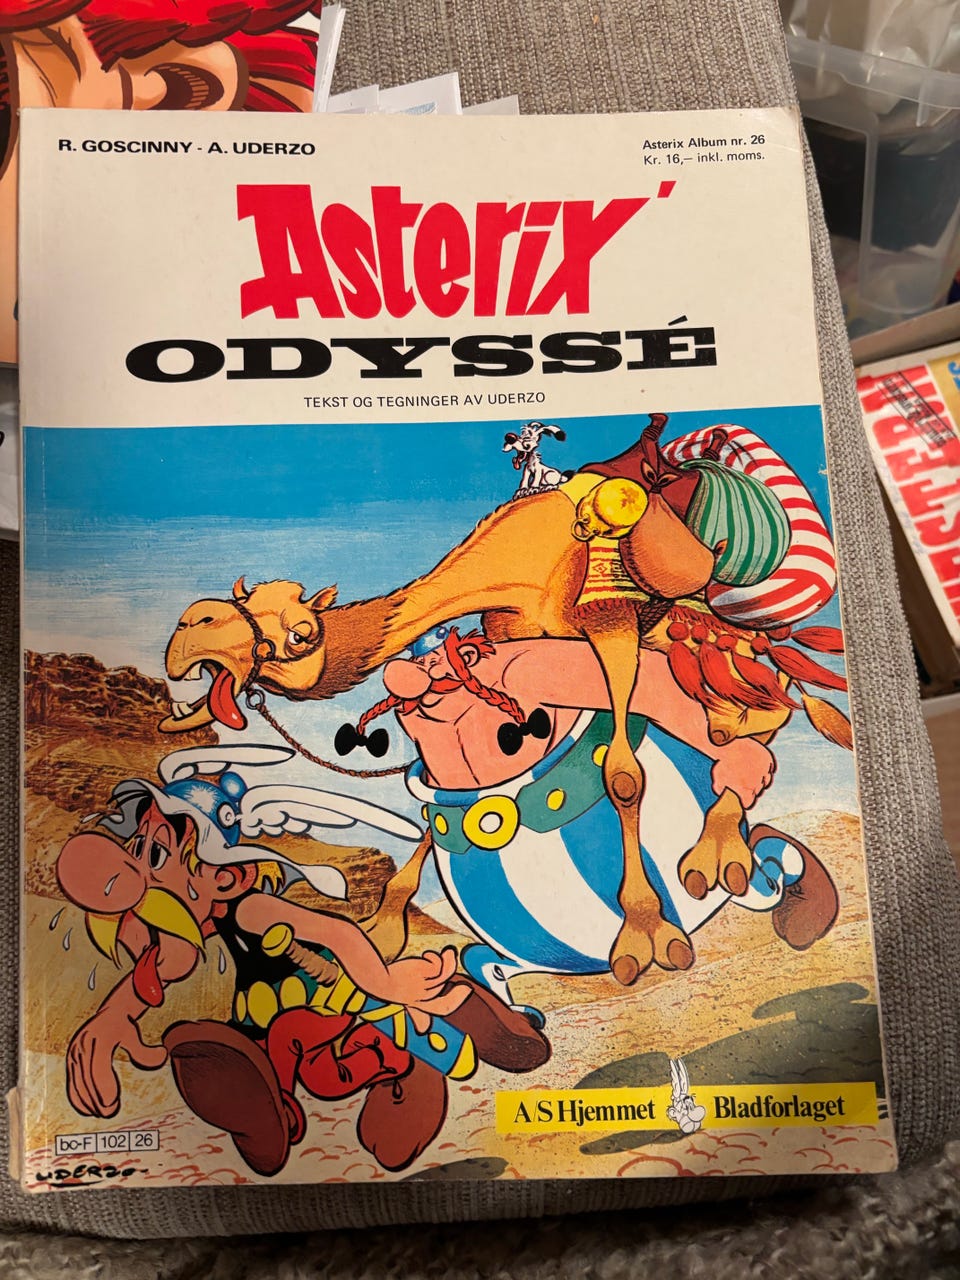 R. GOSCINNY - A. UDERZO
Asterix Album nr. 26
Kr. 16,— inkl. moms.
Asterix'
ODYSSÉ
TEKST OG TEGNINGER AV UDERZO
A/S Hjemmet Bladforlaget
bc-F 102 26
UDERZO